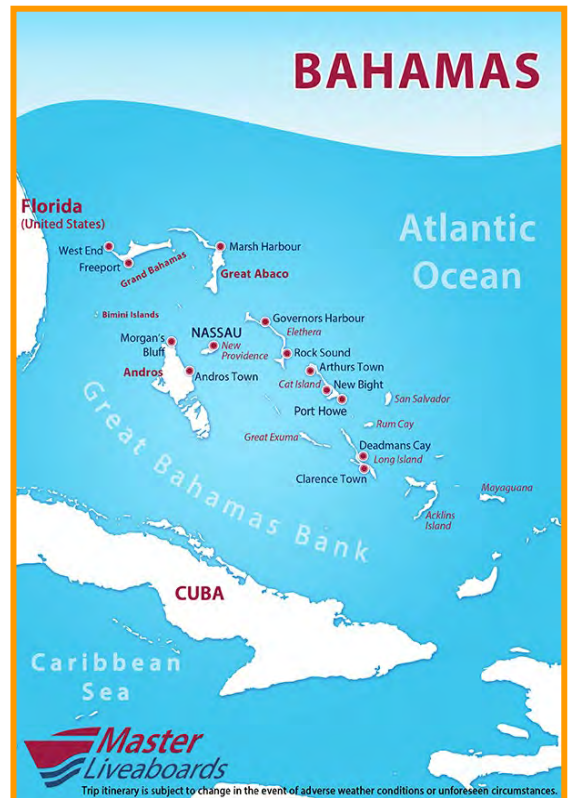 BAHAMAS
Florida
(United States)
Atlantic
Ocean
West End
Freeport
Grand Bahamas
Marsh Harbour
Great Abaco
Bimini Islands
Governors Harbour
Elethera
Morgan's
Bluff
NASSAU
New
Providence
Rock Sound
Andros
Andros Town
Arthurs Town
Cat Island
New Bight
Port Howe
San Salvador
Rum Cay
Great Exuma
Deadmans Cay
Long Island
Clarence Town
Mayaguana
Acklins
Island
Great Bahamas Bank
CUBA
Caribbean
Sea
Master
Liveaboards
Trip itinerary is subject to change in the event of adverse weather conditions or unforeseen circumstances.